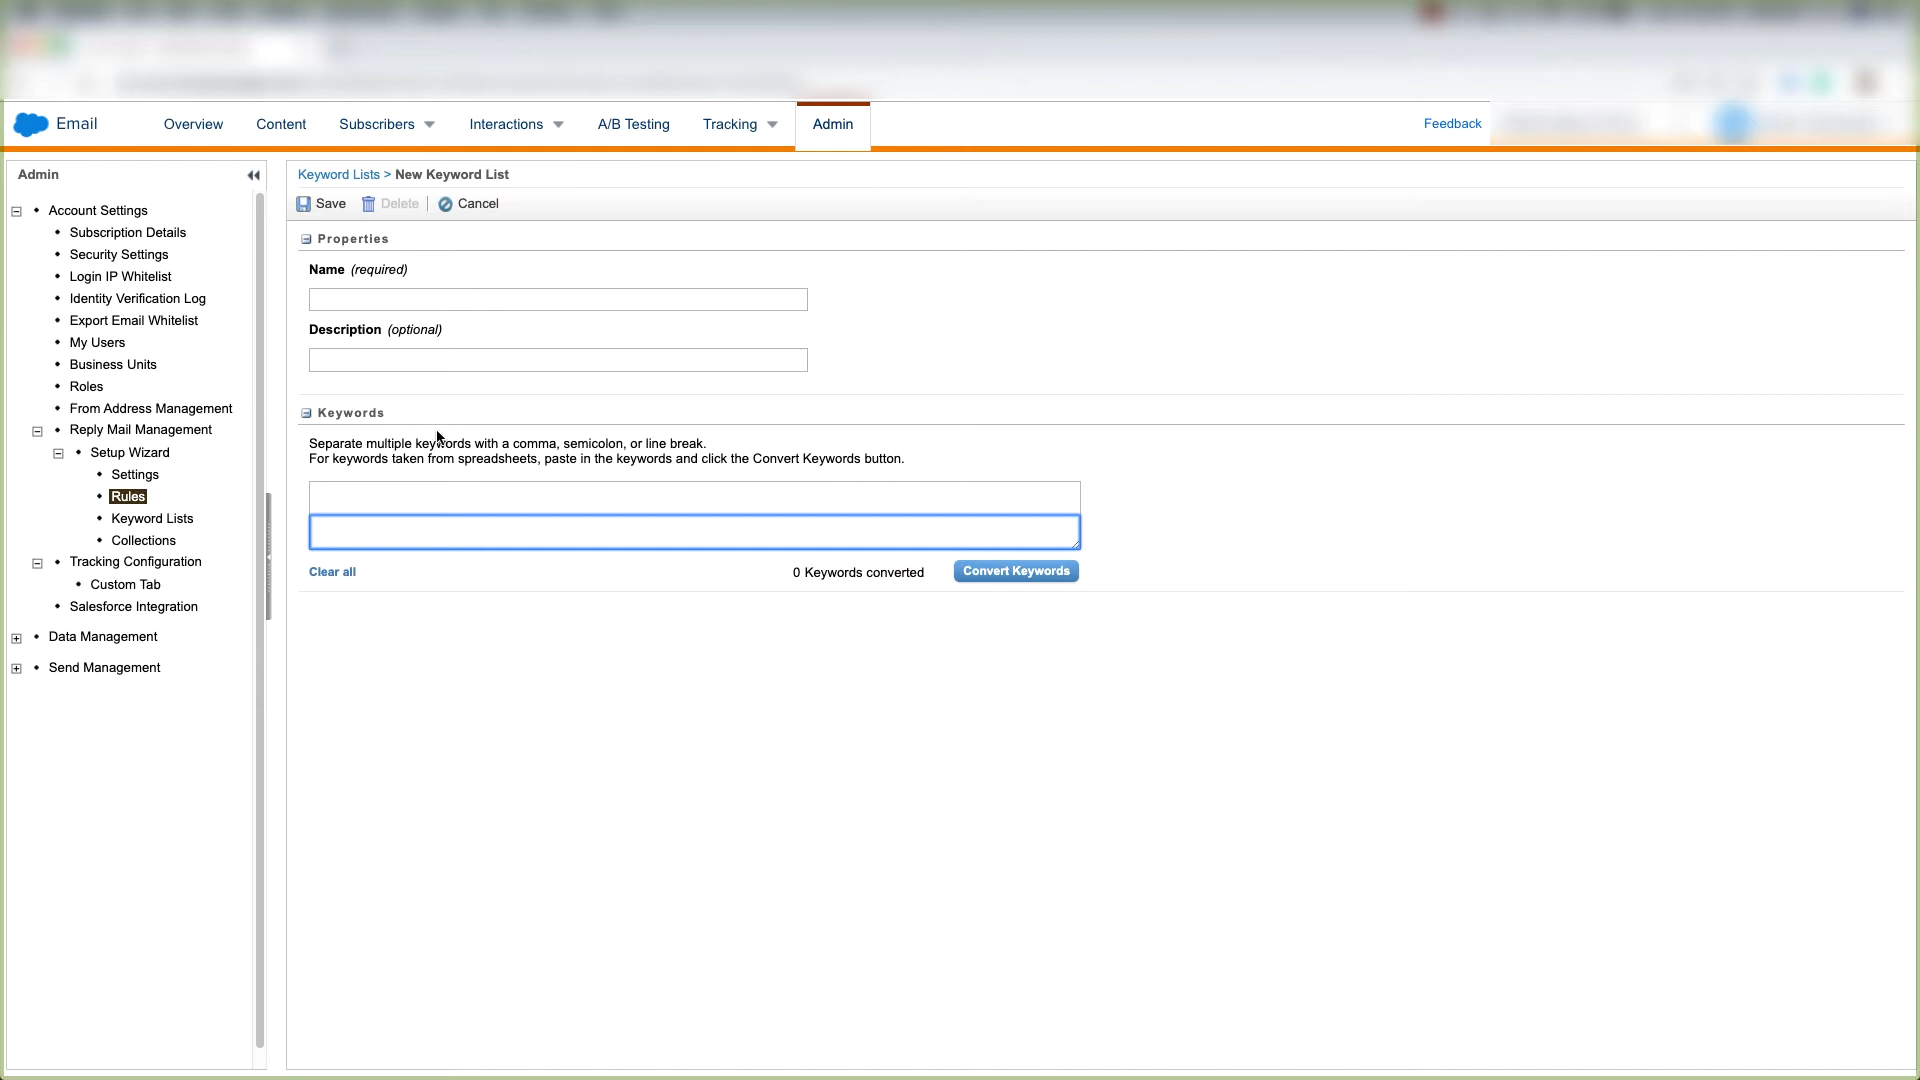 Email
Overview
Content
Subscribers
Interactions
A/B Testing
Tracking
Admin
Feedback
Admin
Account Settings
Subscription Details
Security Settings
Login IP Whitelist
Identity Verification Log
Export Email Whitelist
My Users
Business Units
Roles
From Address Management
Reply Mail Management
Setup Wizard
Settings
Rules
Keyword Lists
Collections
Tracking Configuration
Custom Tab
Salesforce Integration
Data Management
Send Management
Keyword Lists > New Keyword List
Save
Delete
Cancel
Properties
Name (required)
Description (optional)
Keywords
Separate multiple keywords with a comma, semicolon, or line break.
For keywords taken from spreadsheets, paste in the keywords and click the Convert Keywords button.
Clear all
0 Keywords converted
Convert Keywords